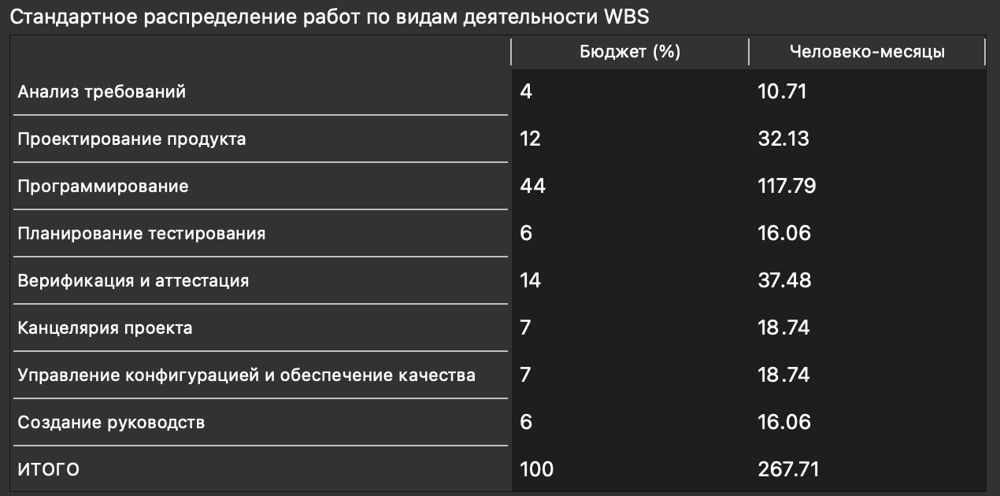 Стандартное распределение работ по видам деятельности WBS
Бюджет (%) Человеко-месяцы
Анализ требований 4 10.71
Проектирование продукта 12 32.13
Программирование 44 117.79
Планирование тестирования 6 16.06
Верификация и аттестация 14 37.48
Канцелярия проекта 7 18.74
Управление конфигурацией и обеспечение качества 7 18.74
Создание руководств 6 16.06
ИТОГО 100 267.71